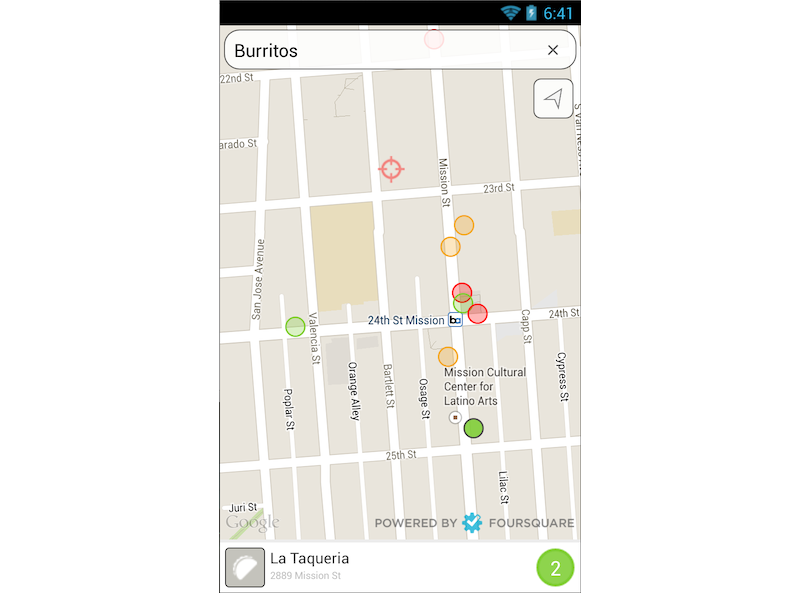 6:41
Burritos
22nd St
arado St
S Van Ness
Mission St
23rd St
San Jose Avenue
24th St Mission
24th St
Valencia St
Capp St
Bartlett St
Orange Alley
Osage St
Poplar St
Cypress St
Mission Cultural
Center for
Latino Arts
25th St
Lilac St
Juri St
Google
POWERED BY FOURSQUARE
La Taqueria
2889 Mission St
2